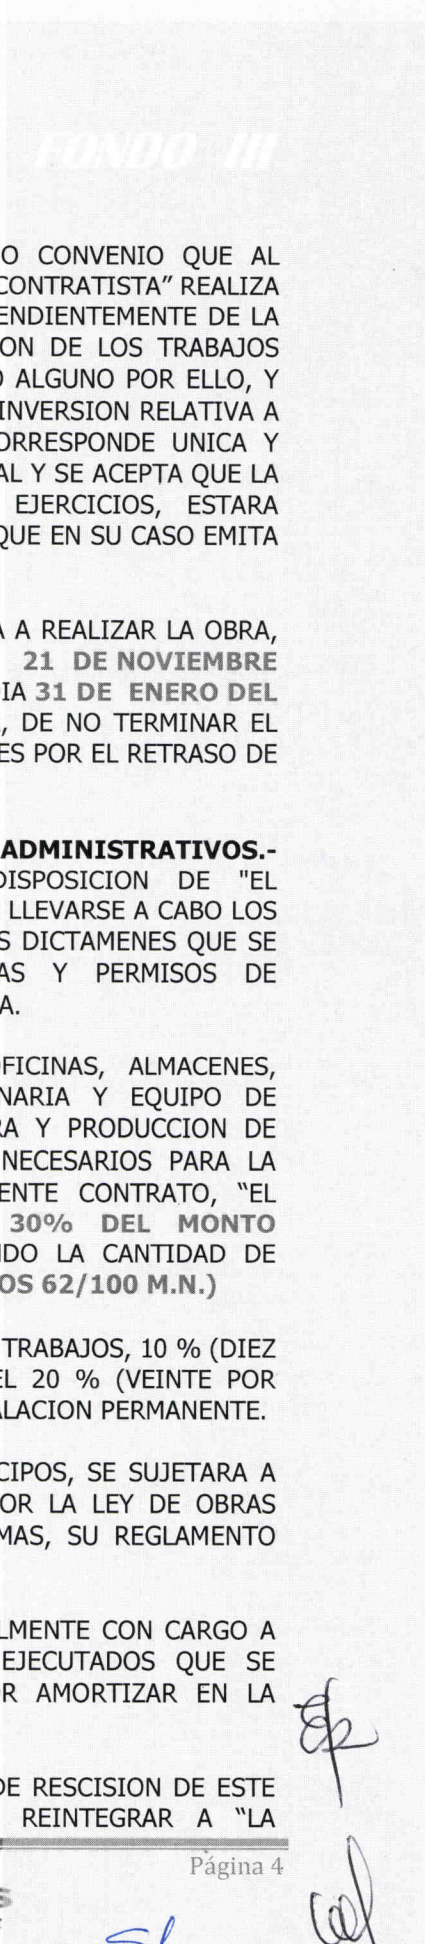 FONDO III
O CONVENIO QUE AL
CONTRATISTA” REALIZA
ENDIENTEMENTE DE LA
ON DE LOS TRABAJOS
O ALGUNO POR ELLO, Y
INVERSION RELATIVA A
ORRESPONDE UNICA Y
AL Y SE ACEPTA QUE LA
EJERCICIOS, ESTARA
QUE EN SU CASO EMITA
A A REALIZAR LA OBRA,
21 DE NOVIEMBRE
DIA 31 DE ENERO DEL
, DE NO TERMINAR EL
ES POR EL RETRASO DE
ADMINISTRATIVOS.-
DISPOSICION DE "EL
LLEVARSE A CABO LOS
S DICTAMENES QUE SE
AS Y PERMISOS DE
A.
OFICINAS, ALMACENES,
NARIA Y EQUIPO DE
RA Y PRODUCCION DE
NECESARIOS PARA LA
ENTE CONTRATO, “EL
30% DEL MONTO
NDO LA CANTIDAD DE
OS 62/100 M.N.)
TRABAJOS, 10 % (DIEZ
EL 20 % (VEINTE POR
ALACION PERMANENTE.
CIPOS, SE SUJETARA A
OR LA LEY DE OBRAS
MAS, SU REGLAMENTO
LMENTE CON CARGO A
EJECUTADOS QUE SE
OR AMORTIZAR EN LA
DE RESCISION DE ESTE
REINTEGRAR A “LA
Página 4